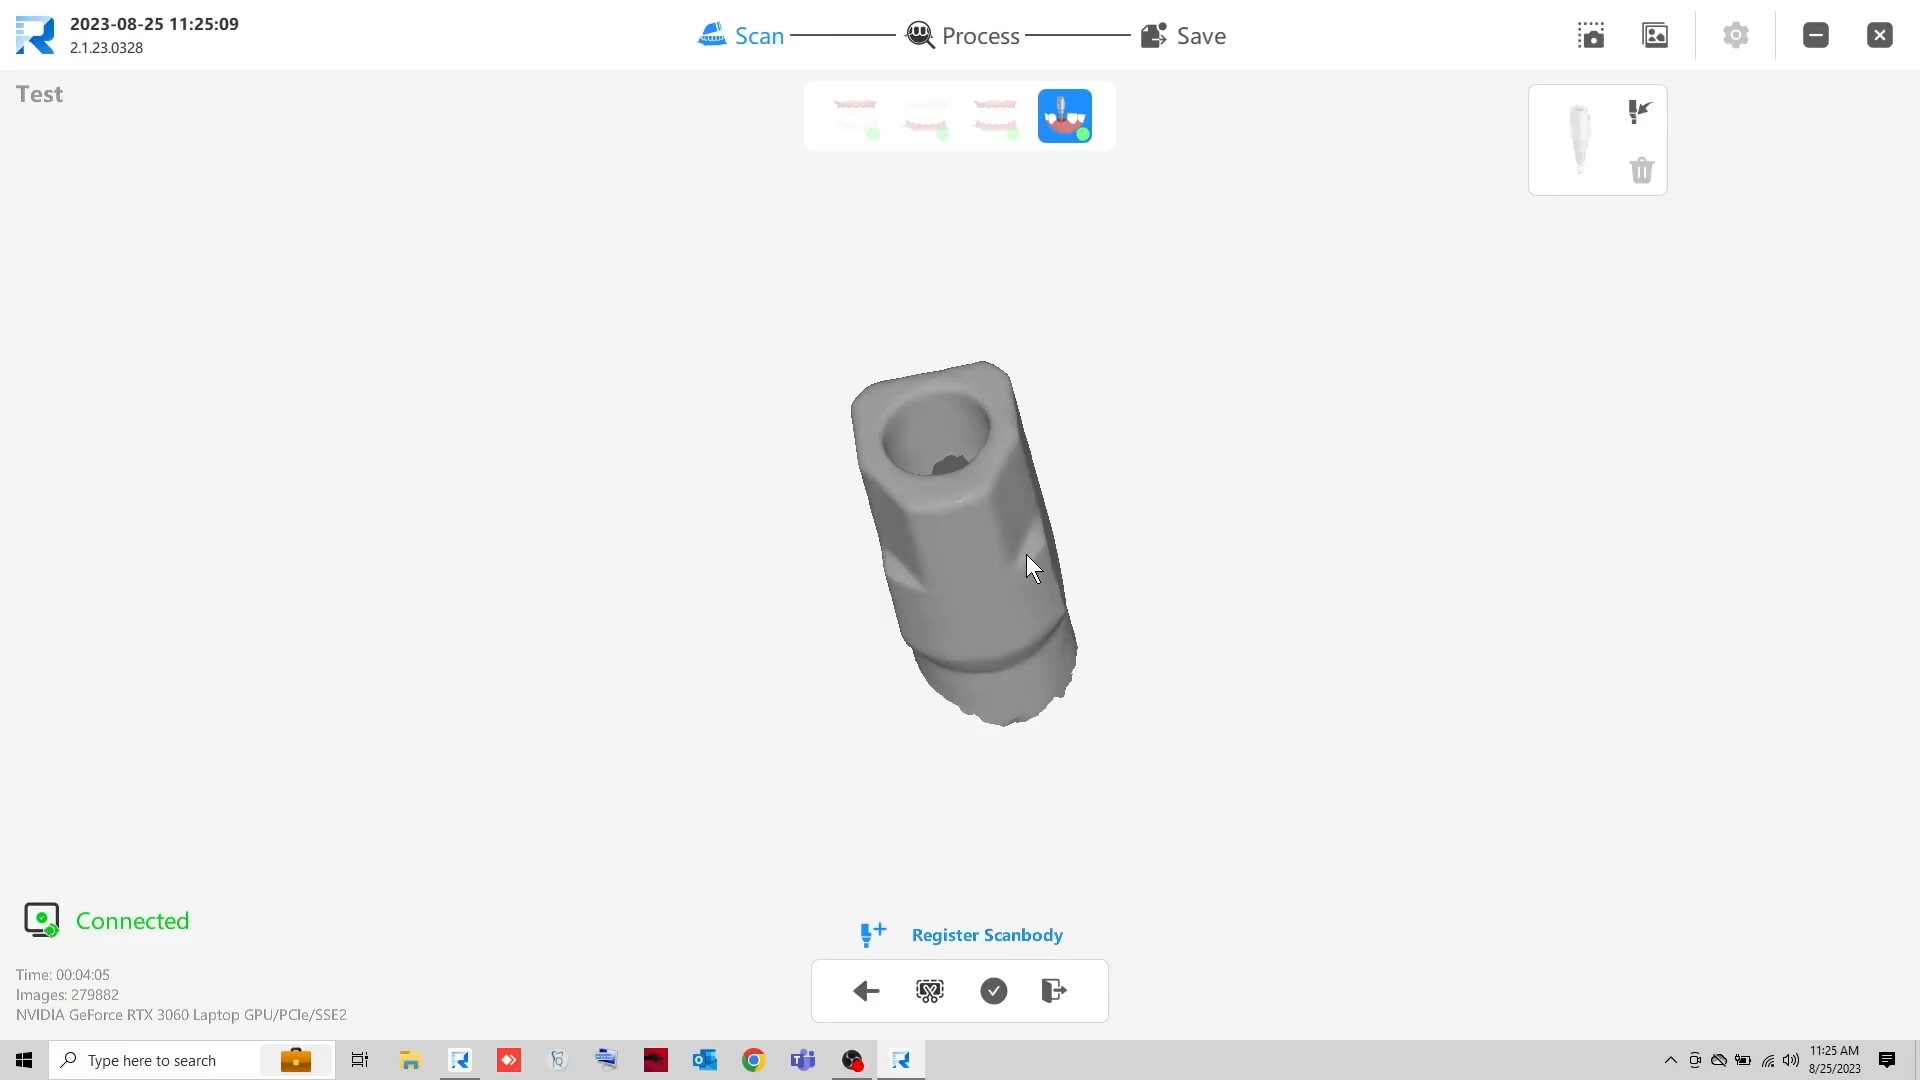 2023-08-25 11:25:09
2.1.23.0328
Scan
Process
Save
Test
Connected
Time: 00:04:05
Images: 279882
NVIDIA GeForce RTX 3060 Laptop GPU/PCIe/SSE2
Register Scanbody
Type here to search
11:25 AM
8/25/2023